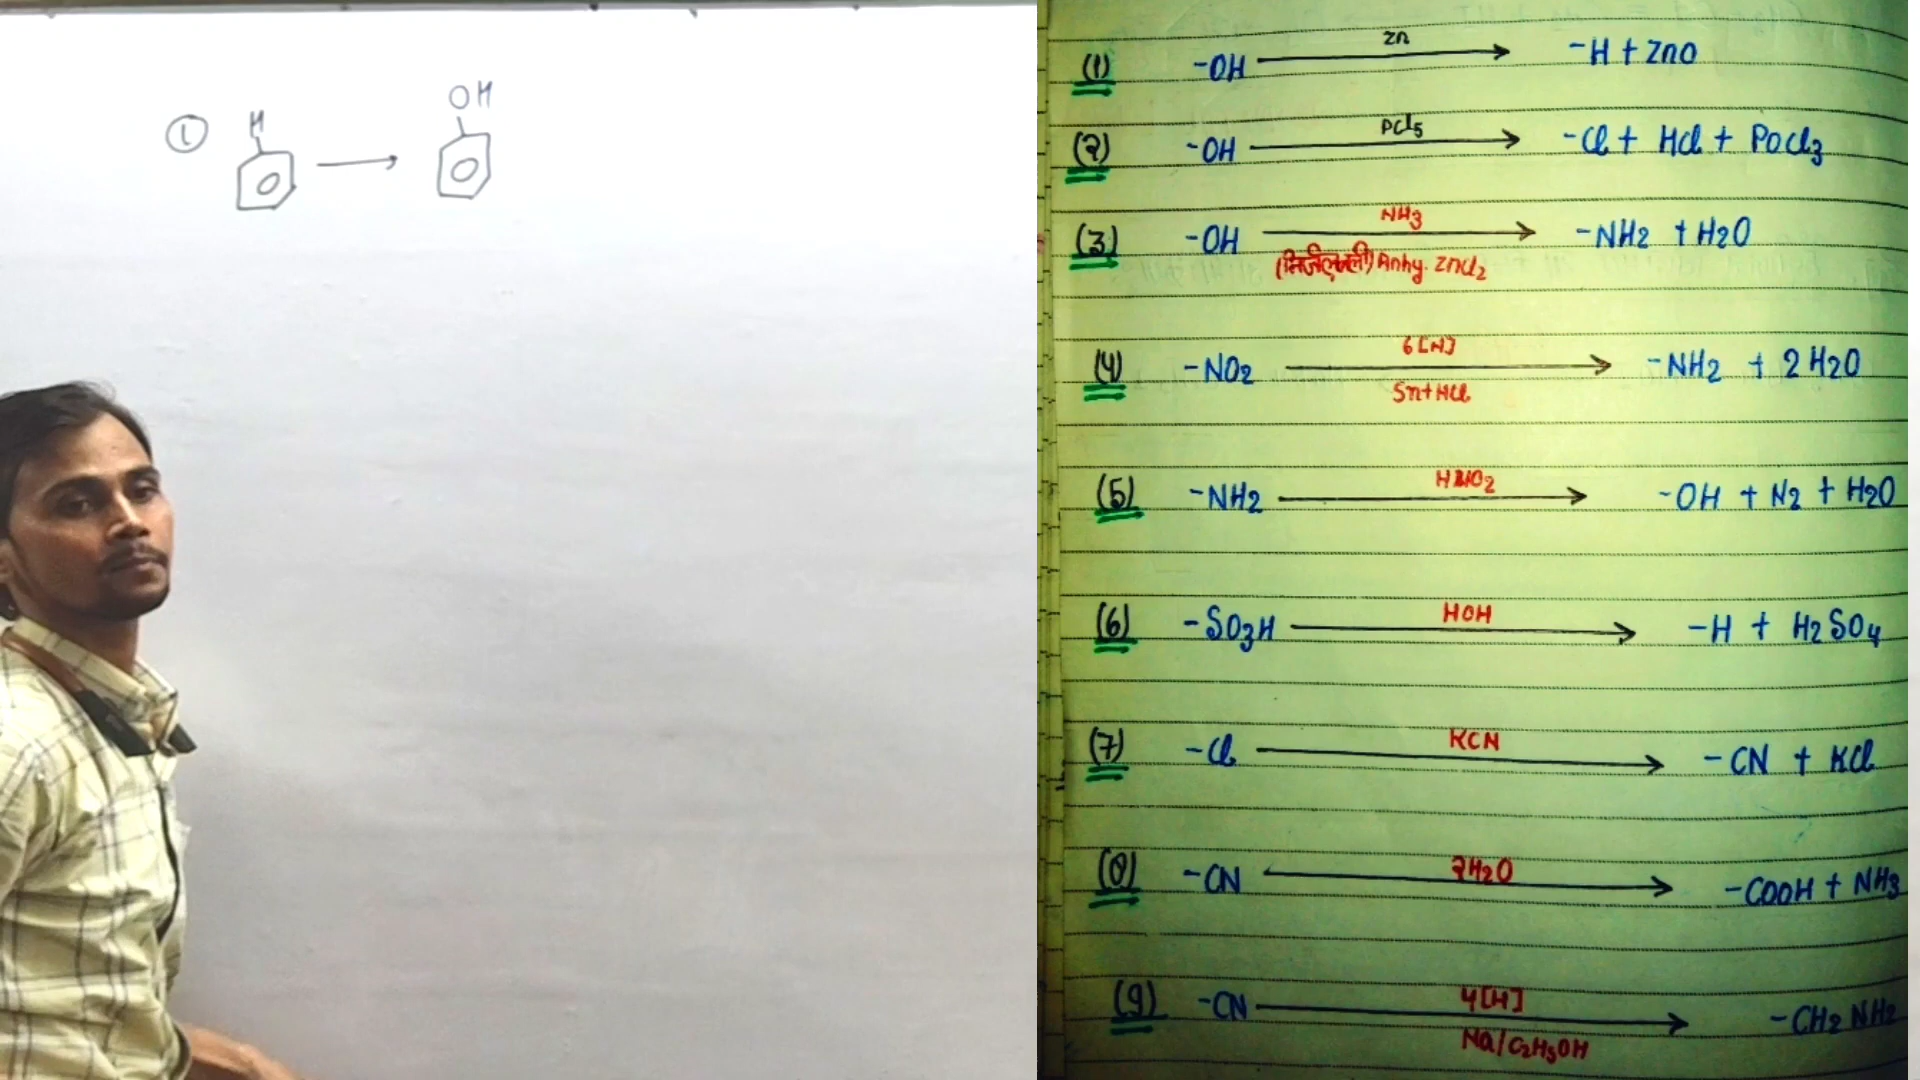 ① H → OH
(1) -OH Zn → -H + ZnO
(2) -OH PCl5 → -Cl + HCl + POCl3
(3) -OH NH3 → -NH2 + H2O
Anhy. ZnCl2
(4) -NO2 6[H] → -NH2 + 2H2O
Sn+HCl
(5) -NH2 HNO2 → -OH + N2 + H2O
(6) -SO3H HOH → -H + H2SO4
(7) -Cl KCN → -CN + KCl
(8) -CN 2H2O → -COOH + NH3
(9) -CN 4[H] → -CH2NH2
Na/C2H5OH